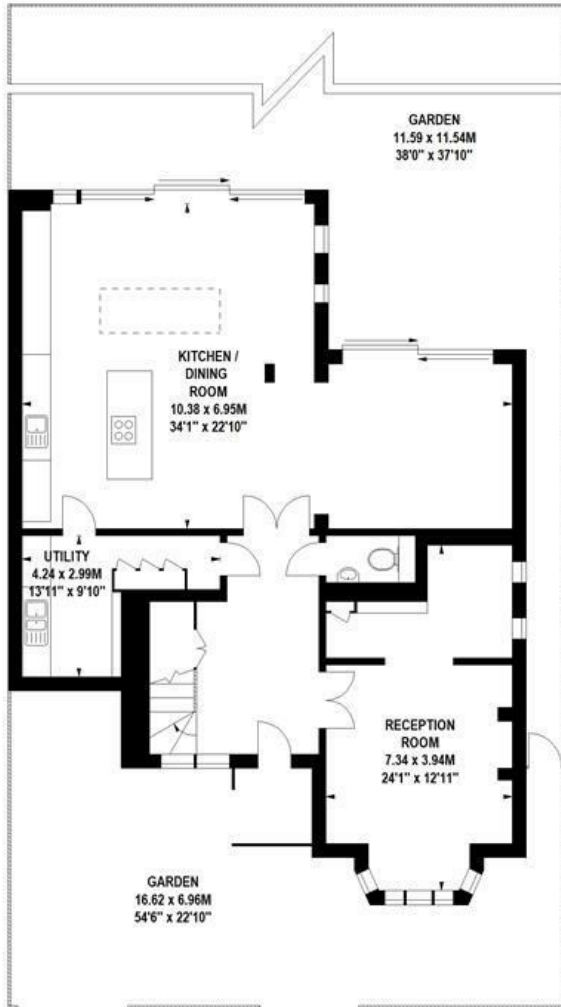 GARDEN
11.59 x 11.54M
38'0" x 37'10"
KITCHEN /
DINING
ROOM
10.38 x 6.95M
34'1" x 22'10"
UTILITY
4.24 x 2.99M
13'11" x 9'10"
RECEPTION
ROOM
7.34 x 3.94M
24'1" x 12'11"
GARDEN
16.62 x 6.96M
54'6" x 22'10"